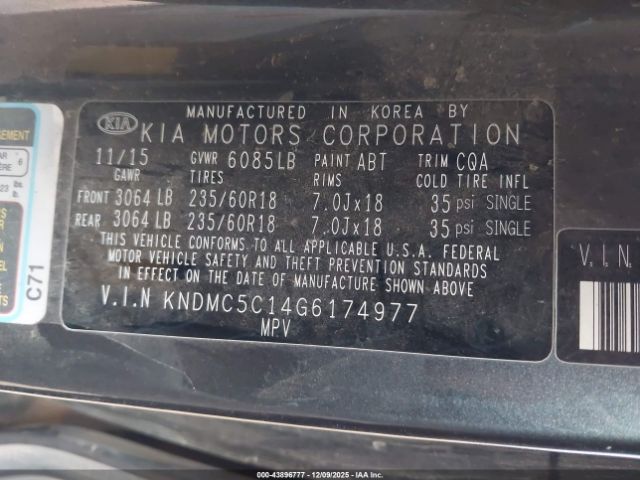 MANUFACTURED IN KOREA BY
KIA KIA MOTORS CORPORATION
11/15 GVWR 6085LB PAINT ABT TRIM CQA
GAWR TIRES RIMS COLD TIRE INFL
FRONT 3064 LB 235/60R18 7.0Jx18 35 psi SINGLE
REAR 3064 LB 235/60R18 7.0Jx18 35 psi SINGLE
THIS VEHICLE CONFORMS TO ALL APPLICABLE U.S.A. FEDERAL
MOTOR VEHICLE SAFETY AND THEFT PREVENTION STANDARDS
IN EFFECT ON THE DATE OF MANUFACTURE SHOWN ABOVE
V.I.N KNDMC5C14G6174977
MPV
C71
V.I.N
000-43896777 - 12/09/2025 - IAA Inc.